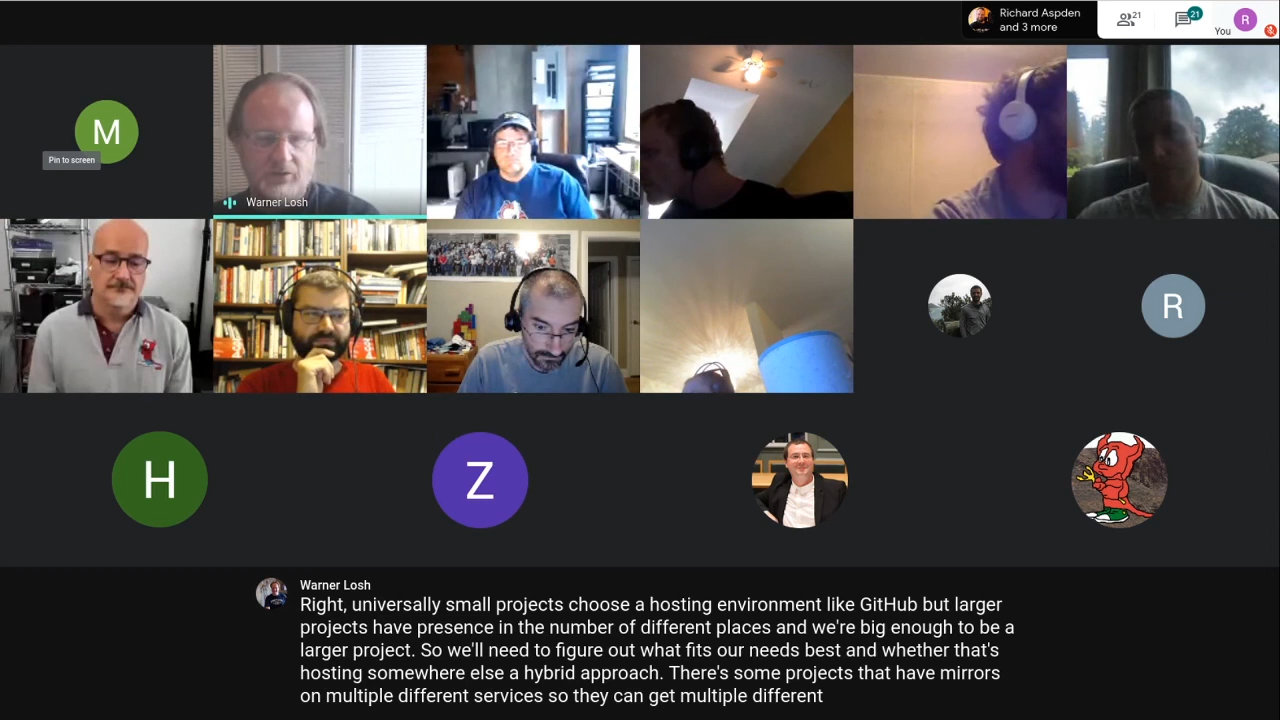 Richard Aspden
and 3 more
21
21
You
R
M
Pin to screen
Warner Losh
R
H
Z
Warner Losh
Right, universally small projects choose a hosting environment like GitHub but larger
projects have presence in the number of different places and we're big enough to be a
larger project. So we'll need to figure out what fits our needs best and whether that's
hosting somewhere else a hybrid approach. There's some projects that have mirrors
on multiple different services so they can get multiple different